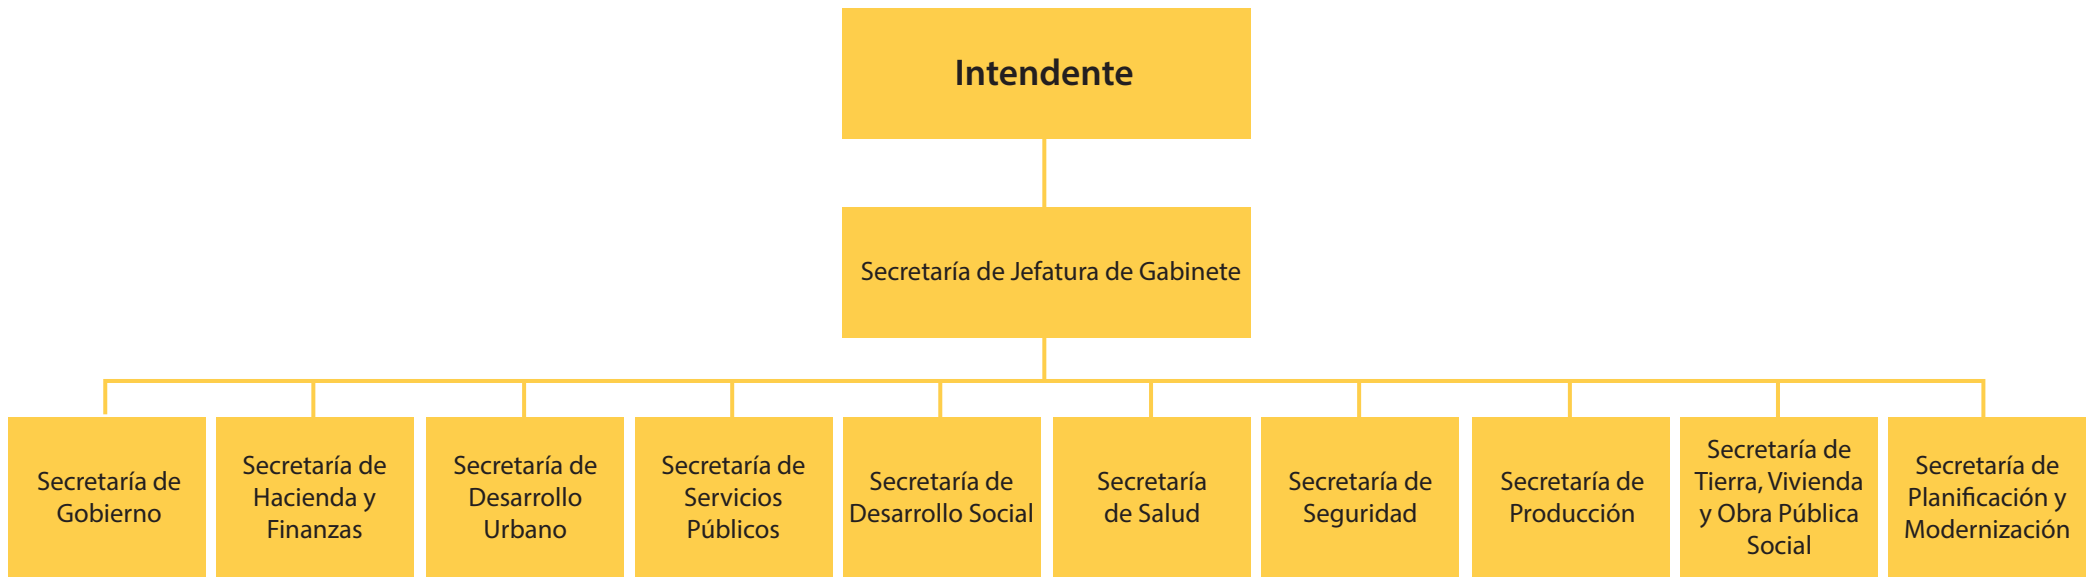 Intendente
Secretaría de Jefatura de Gabinete
Secretaría de
Gobierno
Secretaría de
Hacienda y
Finanzas
Secretaría de
Desarrollo
Urbano
Secretaría de
Servicios
Públicos
Secretaría de
Desarrollo Social
Secretaría
de Salud
Secretaría de
Seguridad
Secretaría de
Producción
Secretaría de
Tierra, Vivienda
y Obra Pública
Social
Secretaría de
Planificación y
Modernización